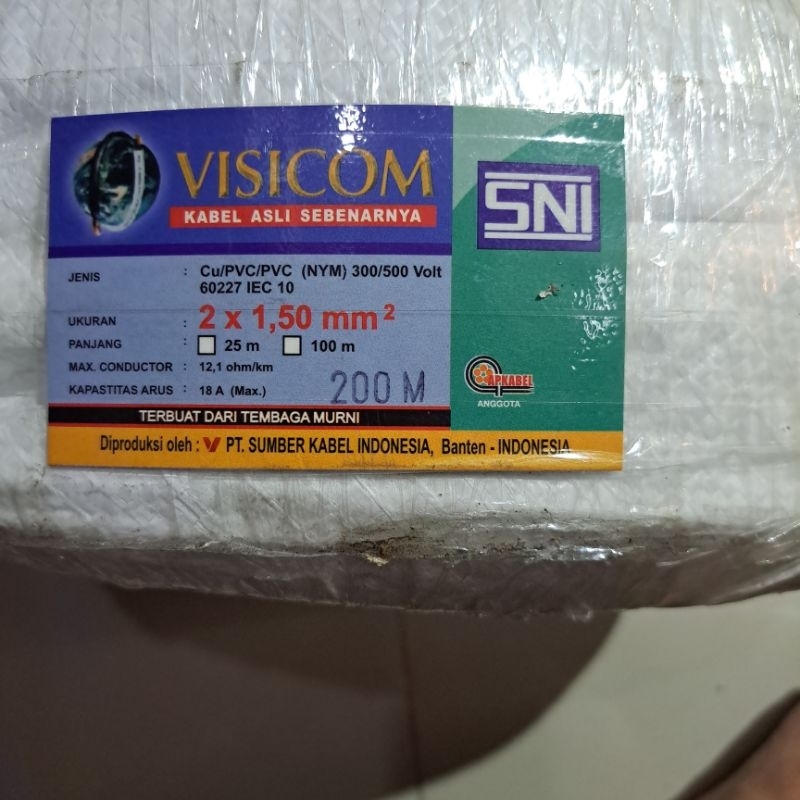 VISICOM
KABEL ASLI SEBENARNYA
SNI
JENIS : Cu/PVC/PVC (NYM) 300/500 Volt
60227 IEC 10
UKURAN : 2 x 1,50 mm²
PANJANG : 25 m 100 m
MAX. CONDUCTOR : 12,1 ohm/km
KAPASTITAS ARUS : 18 A (Max.)
200 M
APKABEL
ANGGOTA
TERBUAT DARI TEMBAGA MURNI
Diproduksi oleh : V PT. SUMBER KABEL INDONESIA, Banten - INDONESIA